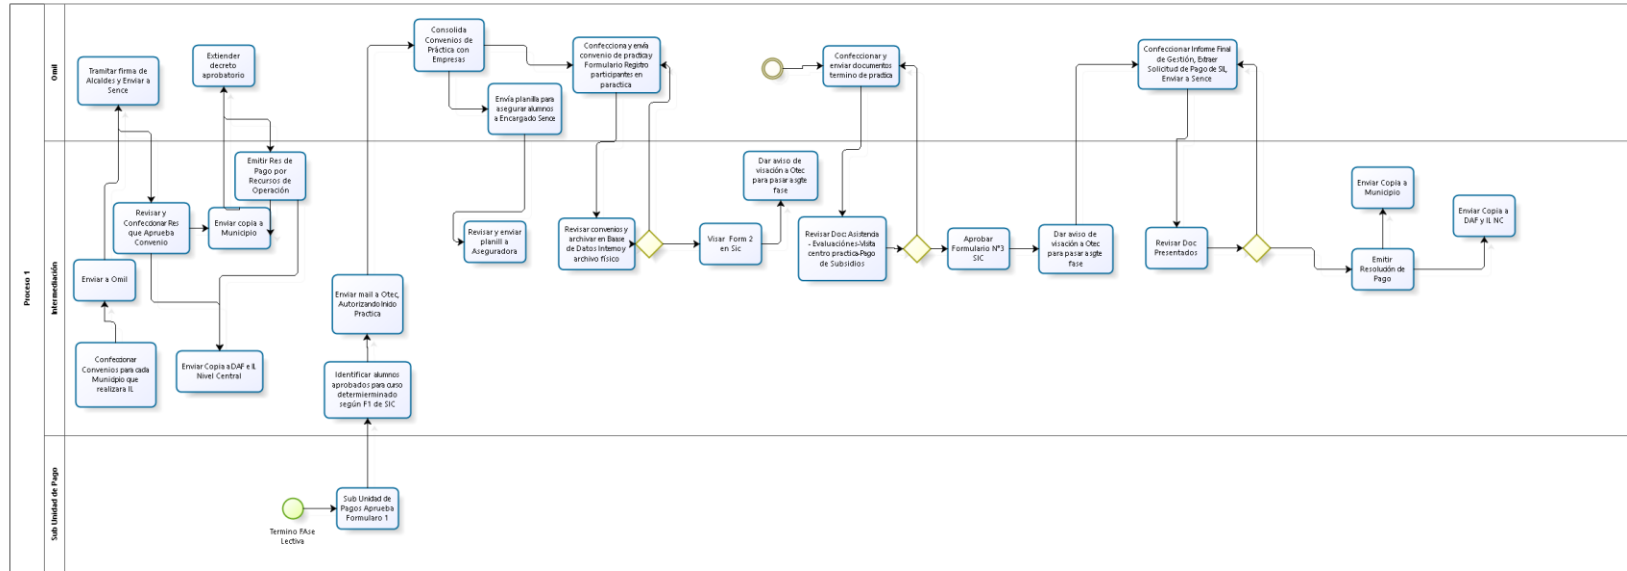 Proceso 1
Omil
Tramitar firma de
Alcaldes y Enviar a
Sence
Extender
decreto
aprobatorio
Consolida
Convenios de
Práctica con
Empresas
Envía planilla para
asegurar alumnos
a Encargado Sence
Confecciona y envía
convenio de practica y
Formulario Registro
participantes en
paractica
Confeccionar y
enviar documentos
termino de practica
Confeccionar Informe Final
de Gestión, Extraer
Solicitud de Pago de SIL,
Enviar a Sence
Intermediación
Emitir Res de
Pago por
Recursos de
Operación
Revisar y
Confeccionar Res
que Aprueba
Convenio
Enviar copia a
Municipio
Enviar a Omil
Confeccionar
Convenios para cada
Municipio que
realizara IL
Enviar Copia a DAF e IL
Nivel Central
Enviar mail a Otec,
Autorizando Inido
Practica
Identificar alumnos
aprobados para curso
determierminado
según F1 de SIC
Revisar y enviar
planill a
Aseguradora
Revisar convenios y
archivar en Baase
de Datos Interno y
archivo físico
Visar Form 2
en Sic
Dar aviso de
visación a Otec
para pasar a sgte
fase
Revisar Doc: Asistencia
- Evaluaciónes-Visita
centro practica-Pago
de Subsidios
Aprobar
Formulario N°3
SIC
Dar aviso de
visación a Otec
para pasar a sgte
fase
Revisar Doc
Presentados
Enviar Copia a
Municipio
Emitir
Resolución de
Pago
Enviar Copia a
DAF y IL NC
Sub Unidad de Pago
Termino FAse
Lectiva
Sub Unidad de
Pagos Aprueba
Formularo 1